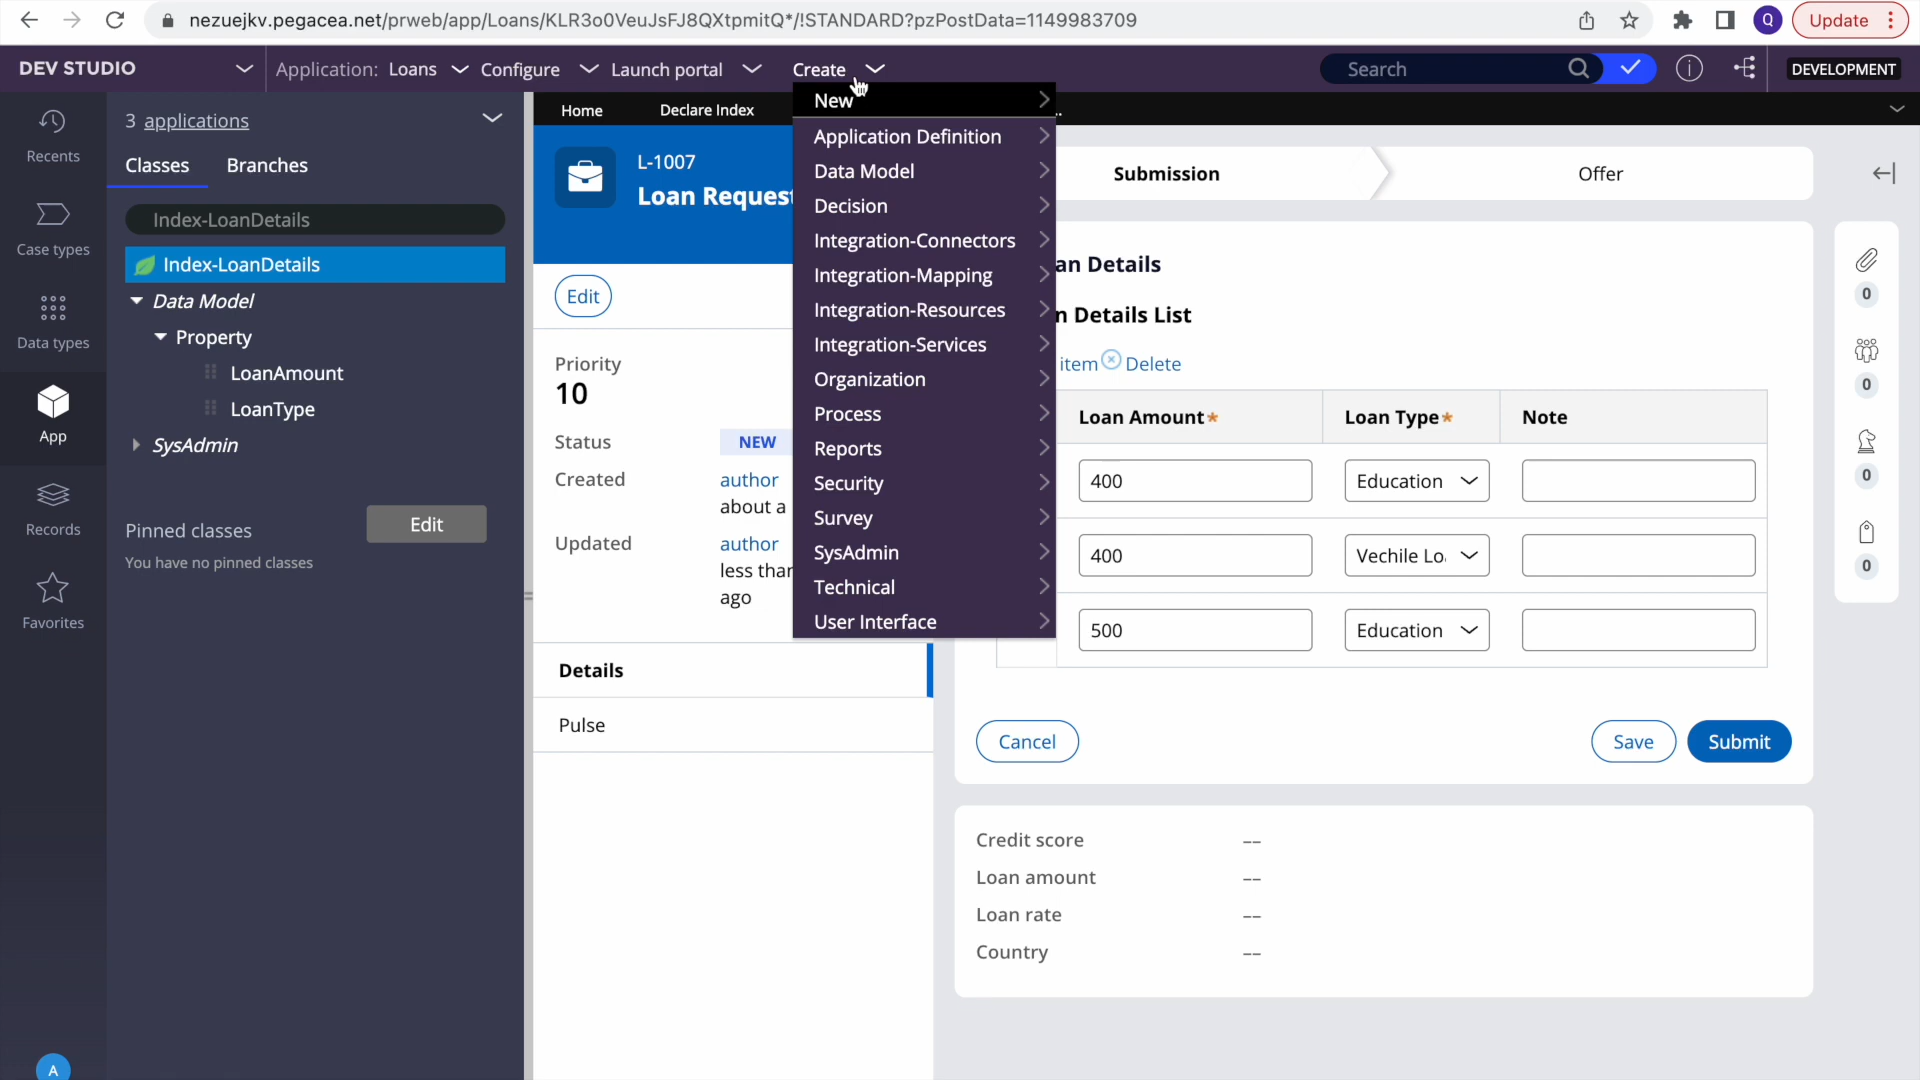 nezuejkv.pegacea.net/prweb/app/Loans/KLR3o0VeuJsFJ8QXtpmitQ*/!STANDARD?pzPostData=1149983709
Q
Update
DEV STUDIO
Application: Loans
Configure
Launch portal
Create
Search
DEVELOPMENT
Recents
Case types
Data types
App
Records
Favorites
A
3 applications
Classes
Branches
Index-LoanDetails
Index-LoanDetails
Data Model
Property
LoanAmount
LoanType
SysAdmin
Pinned classes
Edit
You have no pinned classes
Home
Declare Index
..
New
Application Definition
Data Model
Decision
Integration-Connectors
Integration-Mapping
Integration-Resources
Integration-Services
Organization
Process
Reports
Security
Survey
SysAdmin
Technical
User Interface
L-1007
Loan Request
Edit
Priority
10
Status
NEW
Created
author
about a
Updated
author
less than
ago
Details
Pulse
Submission
Offer
an Details
n Details List
item
Delete
Loan Amount*
Loan Type*
Note
400
Education
400
Vechile Lo
500
Education
Cancel
Save
Submit
Credit score
--
Loan amount
--
Loan rate
--
Country
--
0
0
0
0